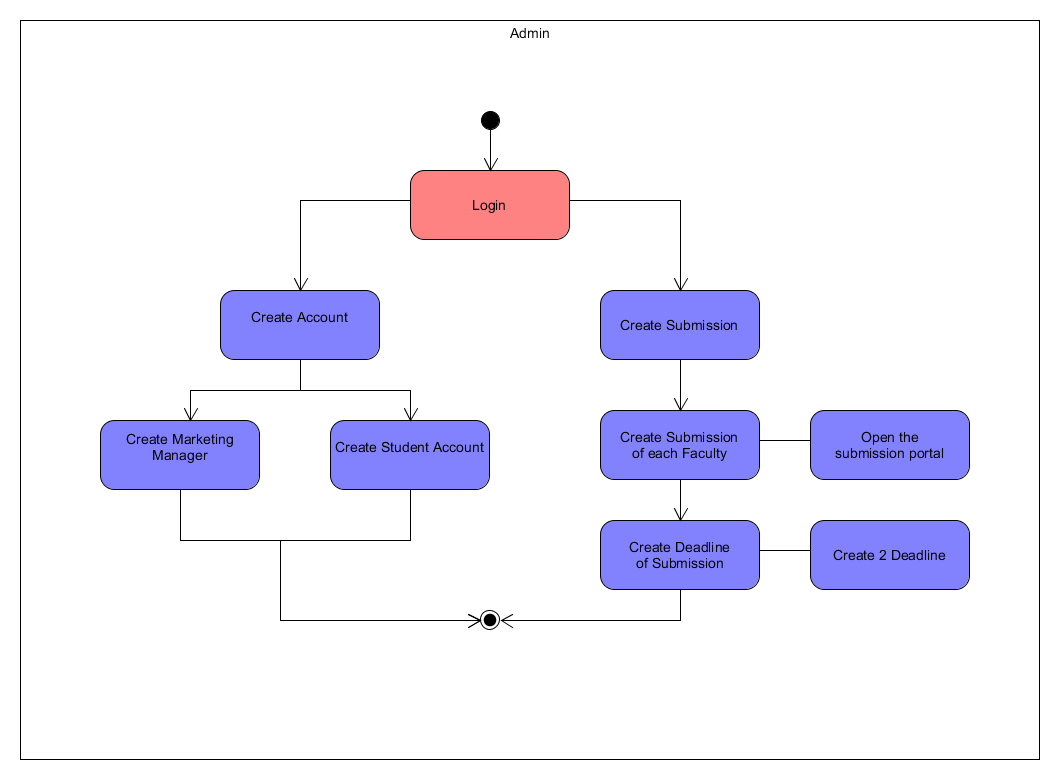 Admin
Login
Create Account
Create Submission
Create Marketing
Manager
Create Student Account
Create Submission
of each Faculty
Open the
submission portal
Create Deadline
of Submission
Create 2 Deadline